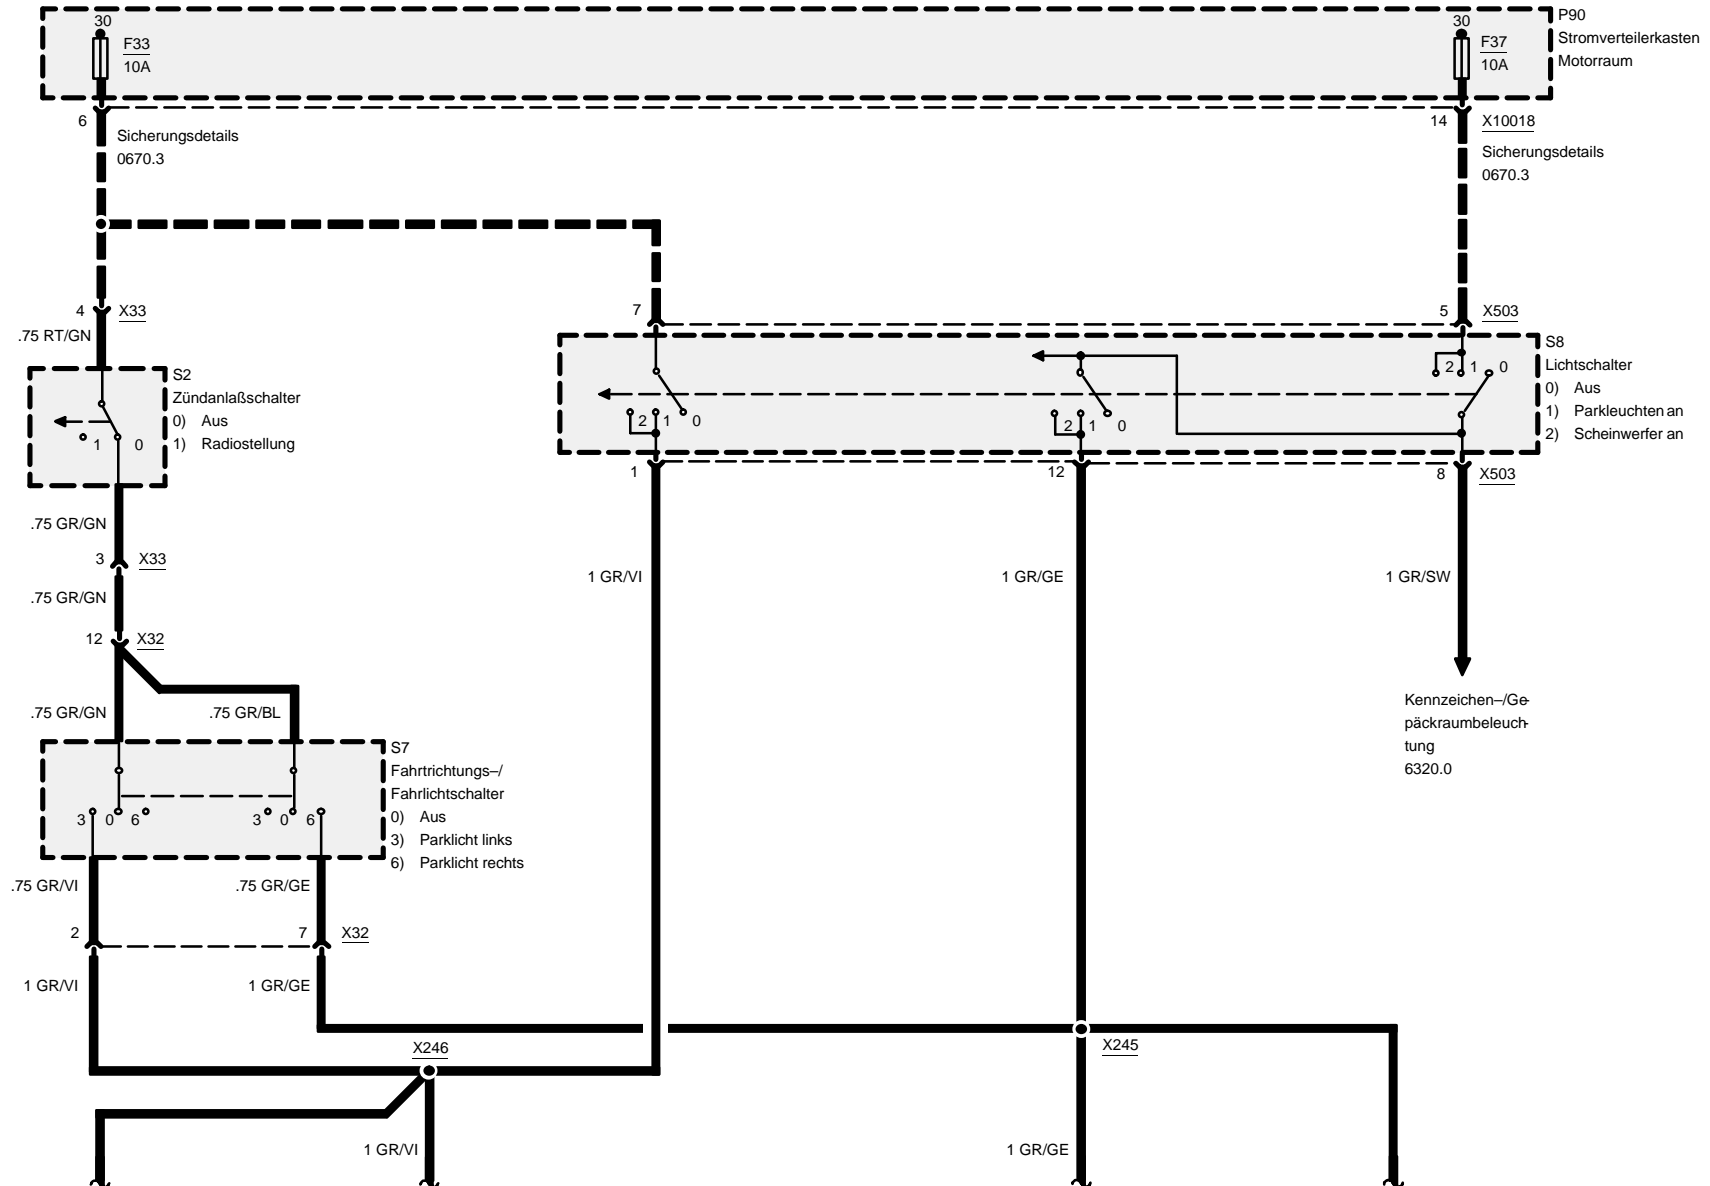 30
F33
10A
30
F37
10A
P90
Stromverteilerkasten
Motorraum
6
Sicherungsdetails
0670.3
14
X10018
Sicherungsdetails
0670.3
4
X33
.75 RT/GN
7
5
X503
S2
Zündanlaßschalter
0) Aus
1) Radiostellung
1
0
S8
Lichtschalter
0) Aus
1) Parkleuchten an
2) Scheinwerfer an
2
1
0
2
1
0
2
1
0
1
12
8
X503
.75 GR/GN
3
X33
.75 GR/GN
12
X32
1 GR/VI
1 GR/GE
1 GR/SW
.75 GR/GN
.75 GR/BL
Kennzeichen–/Ge-
päckraumbeleuch-
tung
6320.0
S7
Fahrtrichtungs–/
Fahrlichtschalter
0) Aus
3) Parklicht links
6) Parklicht rechts
3
0
6
3
0
6
.75 GR/VI
.75 GR/GE
2
7
X32
1 GR/VI
1 GR/GE
X246
X245
1 GR/VI
1 GR/GE